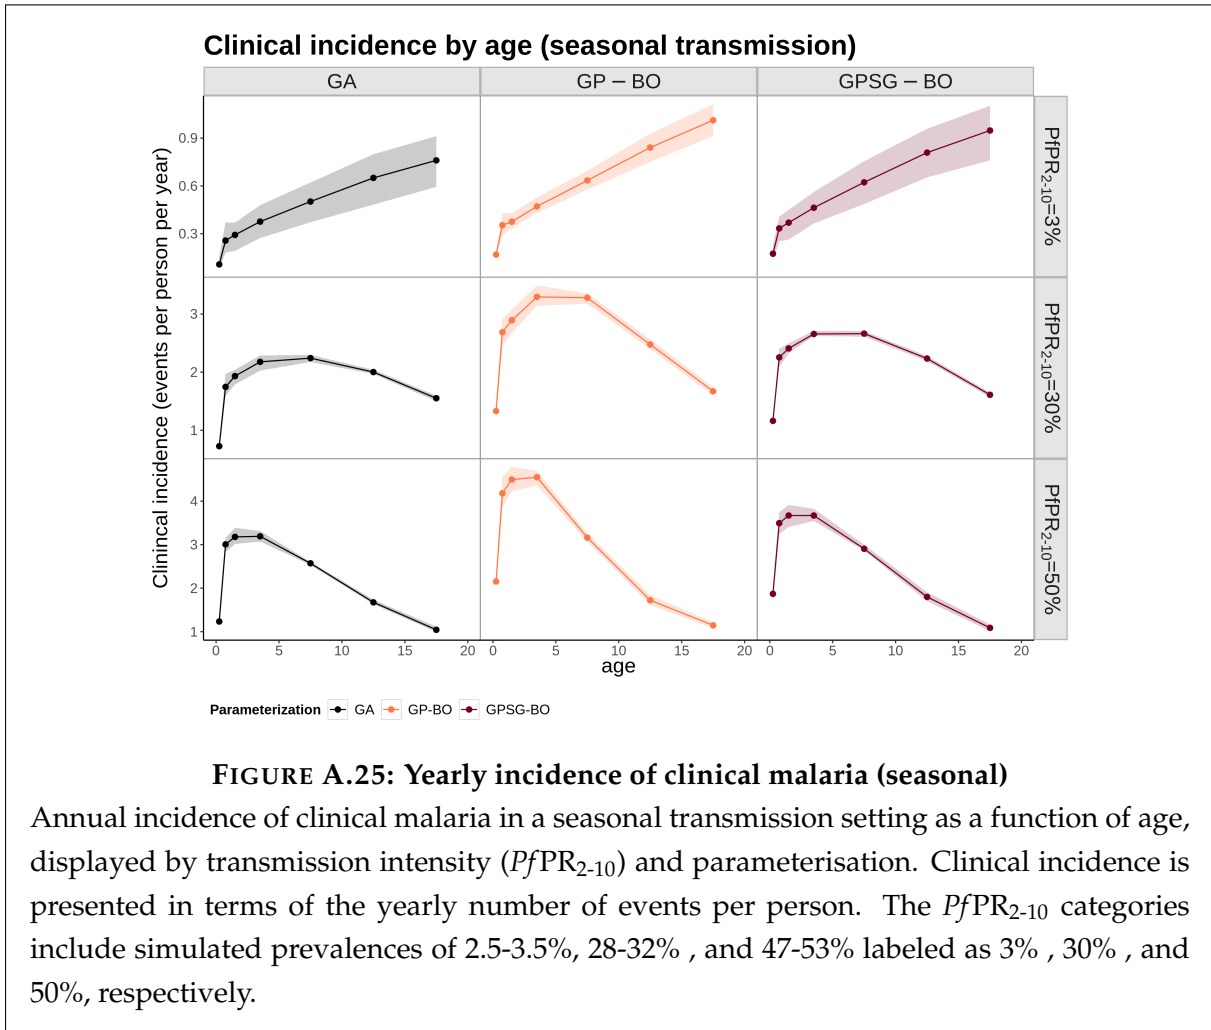 Clinical incidence by age (seasonal transmission)
GA
GP − BO
GPSG − BO
Clinincal incidence (events per person per year)
0.9
0.6
0.3
PfPR2-10=3%
3
2
1
PfPR2-10=30%
4
3
2
1
PfPR2-10=50%
0 5 10 15 20 0 5 10 15 20 0 5 10 15 20
age
Parameterization GA GP-BO GPSG-BO
FIGURE A.25: Yearly incidence of clinical malaria (seasonal)
Annual incidence of clinical malaria in a seasonal transmission setting as a function of age,
displayed by transmission intensity (PfPR2-10) and parameterisation. Clinical incidence is
presented in terms of the yearly number of events per person. The PfPR2-10 categories
include simulated prevalences of 2.5-3.5%, 28-32% , and 47-53% labeled as 3% , 30% , and
50%, respectively.